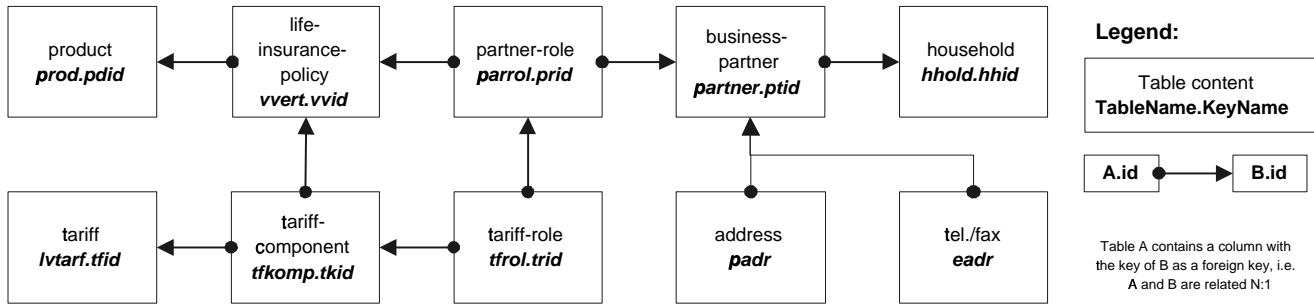 product
prod.pdid
life-
insurance-
policy
vvert.vvid
partner-role
parrol.prid
business-
partner
partner.ptid
household
hhold.hhid
tariff
lvtarf.tfid
tariff-
component
tfkomp.tkid
tariff-role
tfrol.trid
address
padr
tel./fax
eadr
Legend:
Table content
TableName.KeyName
A.id
B.id
Table A contains a column with
the key of B as a foreign key, i.e.
A and B are related N:1